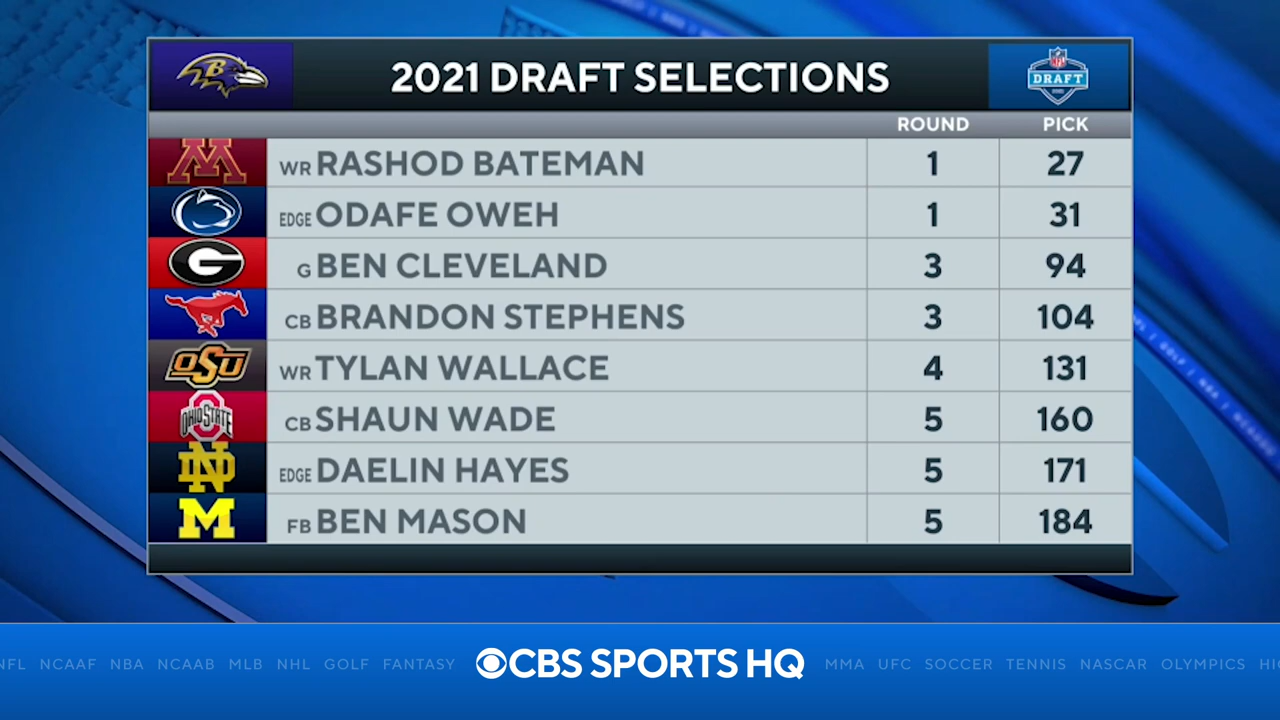 2021 DRAFT SELECTIONS
NFL
DRAFT
ROUND PICK
WR RASHOD BATEMAN 1 27
EDGE ODAFE OWEH 1 31
G BEN CLEVELAND 3 94
CB BRANDON STEPHENS 3 104
OSU WR TYLAN WALLACE 4 131
OHIO STATE CB SHAUN WADE 5 160
ND EDGE DAELIN HAYES 5 171
M FB BEN MASON 5 184
NFL NCAAF NBA NCAAB MLB NHL GOLF FANTASY CBS SPORTS HQ MMA UFC SOCCER TENNIS NASCAR OLYMPICS